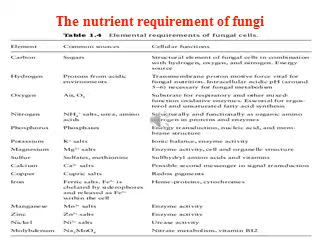 The nutrient requirement of fungi
Table 1.4 Elemental requirements of fungal cells.
Element Common sources Cellular functions
Carbon Sugars Structural element of fungal cells in combination
with hydrogen, oxygen, and nitrogen. Energy
source
Hydrogen Protons from acidic Transmembrane proton motive force vital for
environments fungal nutrition. Intracellular acidic pH (around
5–6) necessary for fungal metabolism
Oxygen Air, O₂ Substrate for respiratory and other mixed-
function oxidative enzymes. Essential for ergos-
terol and unsaturated fatty acid synthesis
Nitrogen NH₄⁺ salts, urea, amino Structurally and functionally as organic amino
acids nitrogen in proteins and enzymes
Phosphorus Phosphates Energy transduction, nucleic acid, and mem-
brane structure
Potassium K⁺ salts Ionic balance, enzyme activity
Magnesium Mg²⁺ salts Enzyme activity, cell and organelle structure
Sulfur Sulfates, methionine Sulfhydryl amino acids and vitamins
Calcium Ca²⁺ salts Possible second messenger in signal transduction
Copper Cupric salts Redox pigments
Iron Ferric salts, Fe³⁺ is Heme-proteins, cytochromes
chelated by siderophores
and released as Fe²⁺
within the cell
Manganese Mn²⁺ salts Enzyme activity
Zinc Zn²⁺ salts Enzyme activity
Nickel Ni²⁺ salts Urease activity
Molybdenum Na₂MoO₄ Nitrate metabolism, vitamin B12